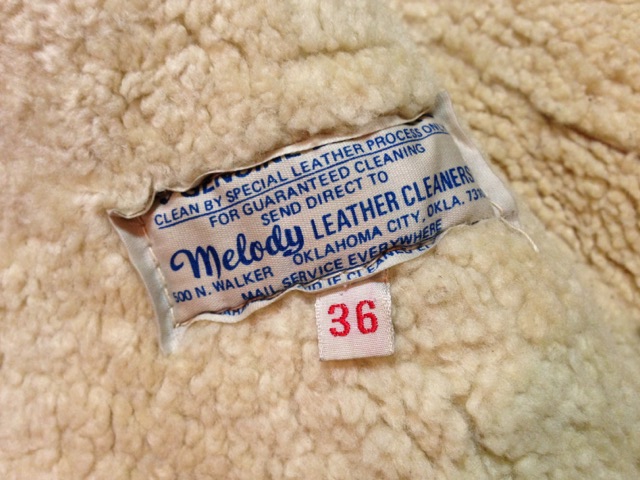 CLEAN BY SPECIAL LEATHER PROCESS ONLY
FOR GUARANTEED CLEANING
SEND DIRECT TO
Melody LEATHER CLEANERS
500 N. WALKER OKLAHOMA CITY, OKLA.
MAIL SERVICE EVERYWHERE
IF
36